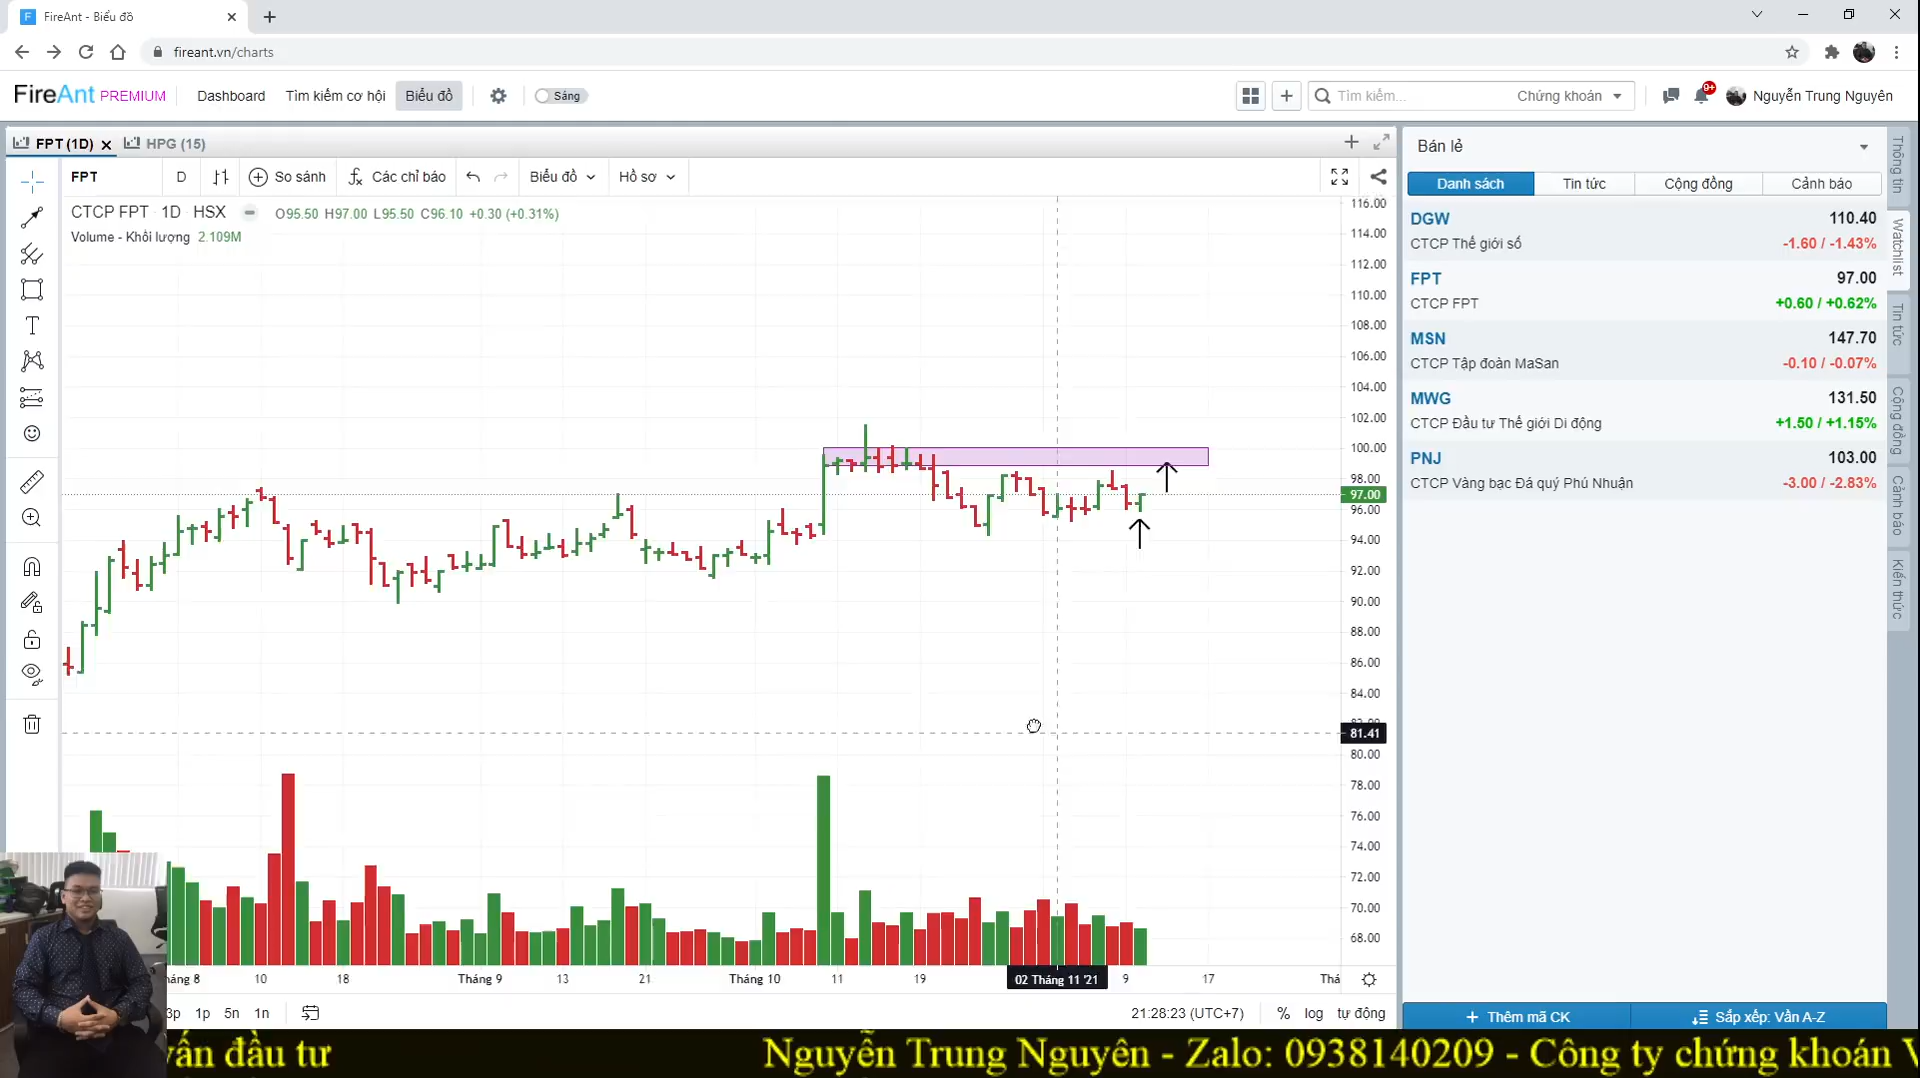 FireAnt - Biểu đồ
fireant.vn/charts
FireAnt PREMIUM Dashboard Tìm kiếm cơ hội Biểu đồ Sáng Tìm kiếm... Chứng khoán 9+ Nguyễn Trung Nguyên
FPT (1D) HPG (15)
FPT D So sánh Các chỉ báo Biểu đồ Hồ sơ
CTCP FPT 1D HSX O95.50 H97.00 L95.50 C96.10 +0.30 (+0.31%)
Volume - Khối lượng 2.109M
116.00
114.00
112.00
110.00
108.00
106.00
104.00
102.00
100.00
98.00
97.00
96.00
94.00
92.00
90.00
88.00
86.00
84.00
81.41
80.00
78.00
76.00
74.00
72.00
70.00
68.00
háng 8 10 18 Tháng 9 13 21 Tháng 10 11 19 02 Tháng 11 '21 9 17 Thá
3p 1p 5n 1n 21:28:23 (UTC+7) % log tự động
Bán lẻ
Danh sách Tin tức Cộng đồng Cảnh báo
DGW 110.40
CTCP Thế giới số -1.60 / -1.43%
FPT 97.00
CTCP FPT +0.60 / +0.62%
MSN 147.70
CTCP Tập đoàn MaSan -0.10 / -0.07%
MWG 131.50
CTCP Đầu tư Thế giới Di động +1.50 / +1.15%
PNJ 103.00
CTCP Vàng bạc Đá quý Phú Nhuận -3.00 / -2.83%
Thêm mã CK Sắp xếp: Vần A-Z
Thông tin
Watchlist
Tin tức
Cộng đồng
Cảnh báo
Kiến thức
vấn đầu tư Nguyễn Trung Nguyên - Zalo: 0938140209 - Công ty chứng khoán V